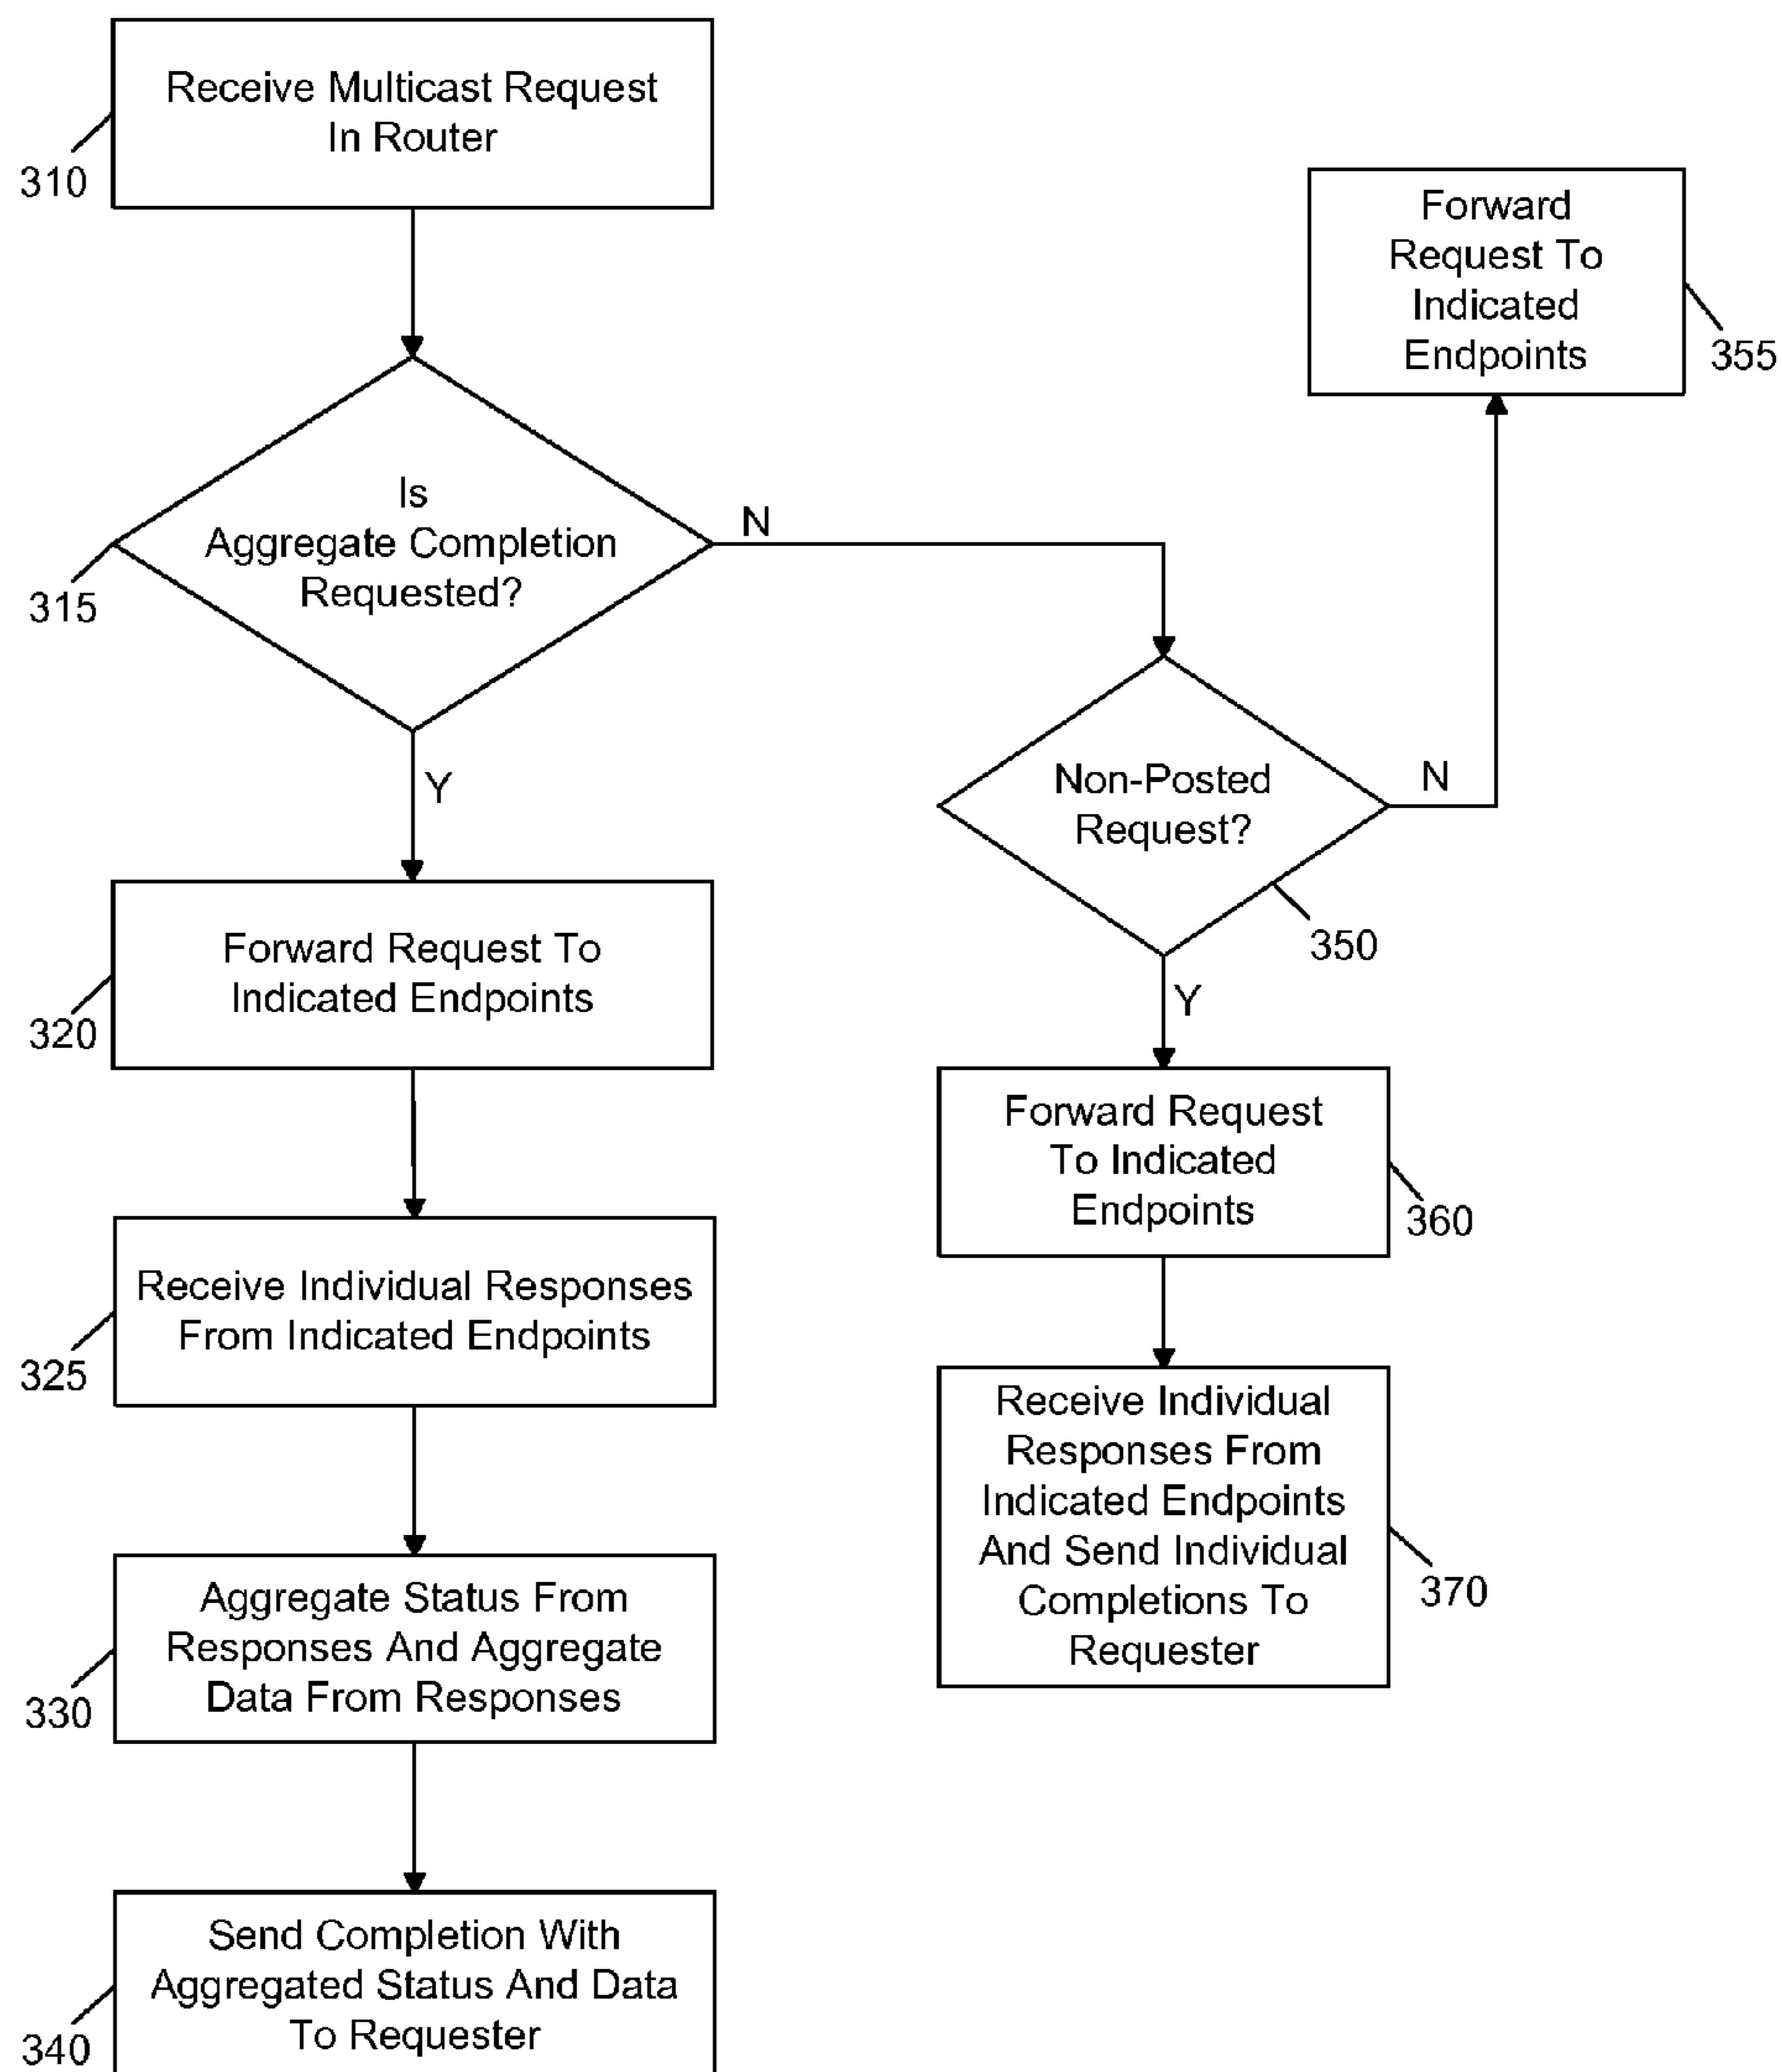 Receive Multicast Request
In Router
310
Is
Aggregate Completion
Requested?
315
N
Y
Forward Request To
Indicated Endpoints
320
Receive Individual Responses
From Indicated Endpoints
325
Aggregate Status From
Responses And Aggregate
Data From Responses
330
Send Completion With
Aggregated Status And Data
To Requester
340
Forward
Request To
Indicated
Endpoints
355
Non-Posted
Request?
N
350
Y
Forward Request
To Indicated
Endpoints
360
Receive Individual
Responses From
Indicated Endpoints
And Send Individual
Completions To
Requester
370